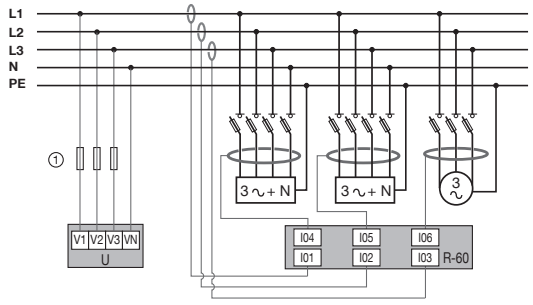 L1
L2
L3
N
PE
1
V1 V2 V3 VN
U
3 ∿ + N
3 ∿ + N
3 ∿
I04 I05 I06
I01 I02 I03 R-60